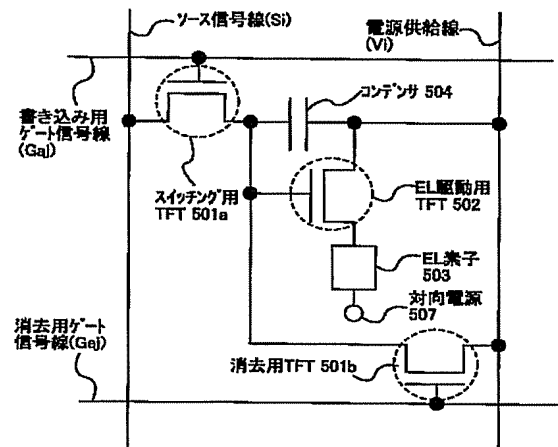 ソース信号線(Si)
電源供給線
(Vi)
書き込み用
ゲート信号線
(Gaj)
コンデンサ 504
スイッチング用
TFT 501a
EL駆動用
TFT 502
EL素子
503
対向電源
507
消去用ゲート
信号線(Gej)
消去用TFT 501b